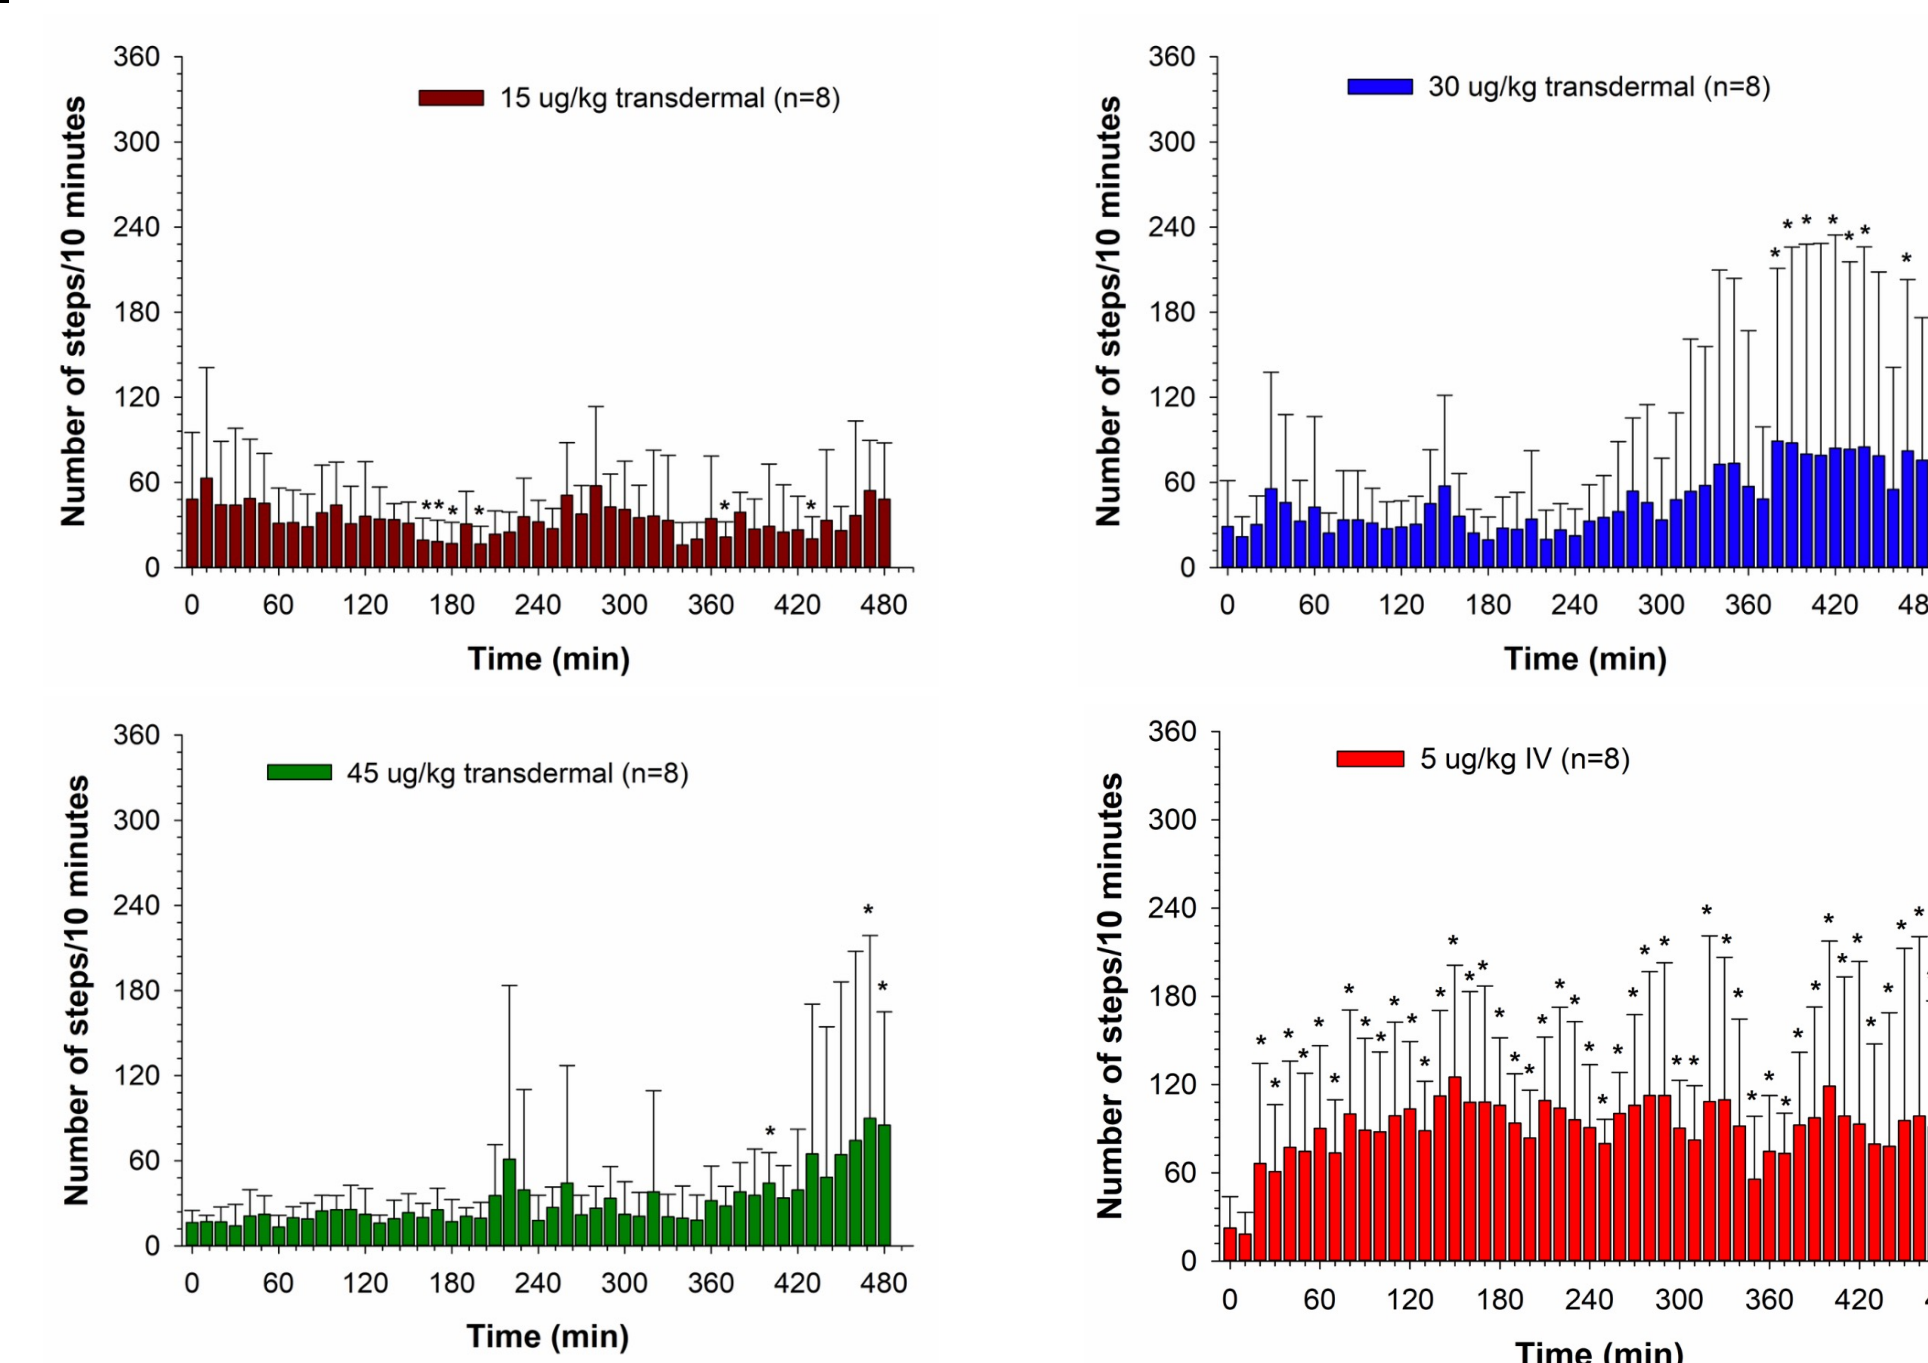 360
300
240
180
120
60
0
Number of steps/10 minutes
15 ug/kg transdermal (n=8)
** * * * *
0 60 120 180 240 300 360 420 480
Time (min)
360
300
240
180
120
60
0
Number of steps/10 minutes
30 ug/kg transdermal (n=8)
* * * * * * *
0 60 120 180 240 300 360 420 48
Time (min)
360
300
240
180
120
60
0
Number of steps/10 minutes
45 ug/kg transdermal (n=8)
* * *
0 60 120 180 240 300 360 420 480
Time (min)
360
300
240
180
120
60
0
Number of steps/10 minutes
5 ug/kg IV (n=8)
0 60 120 180 240 300 360 420
Time (min)